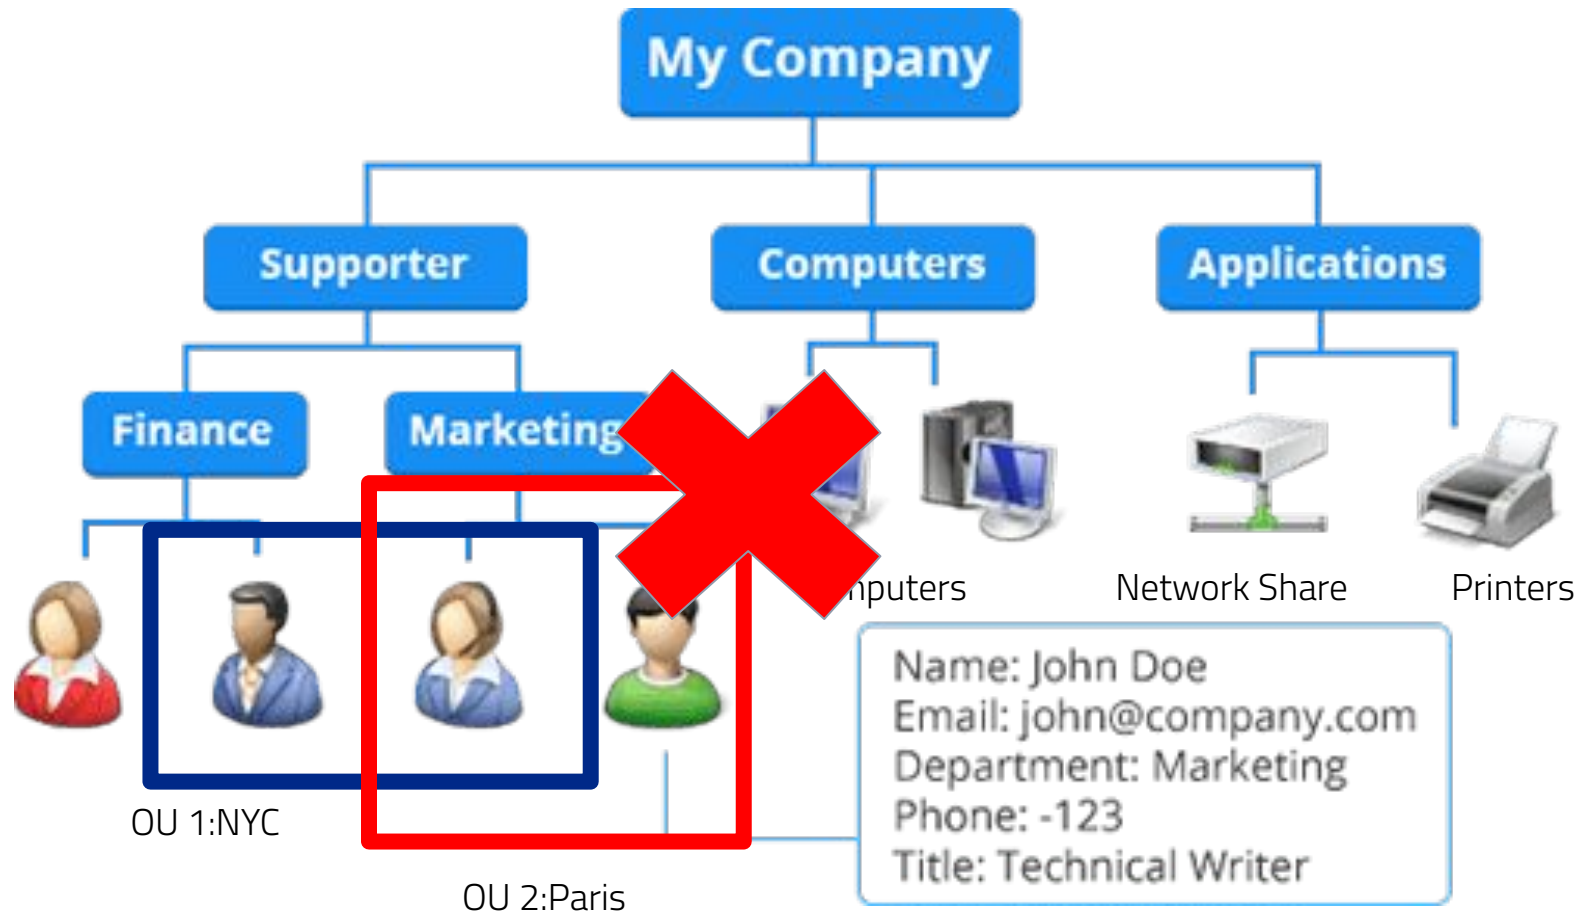 My Company
Supporter
Computers
Applications
Finance
Marketing
mputers
Network Share
Printers
Name: John Doe
Email: john@company.com
Department: Marketing
Phone: -123
Title: Technical Writer
OU 1:NYC
OU 2:Paris